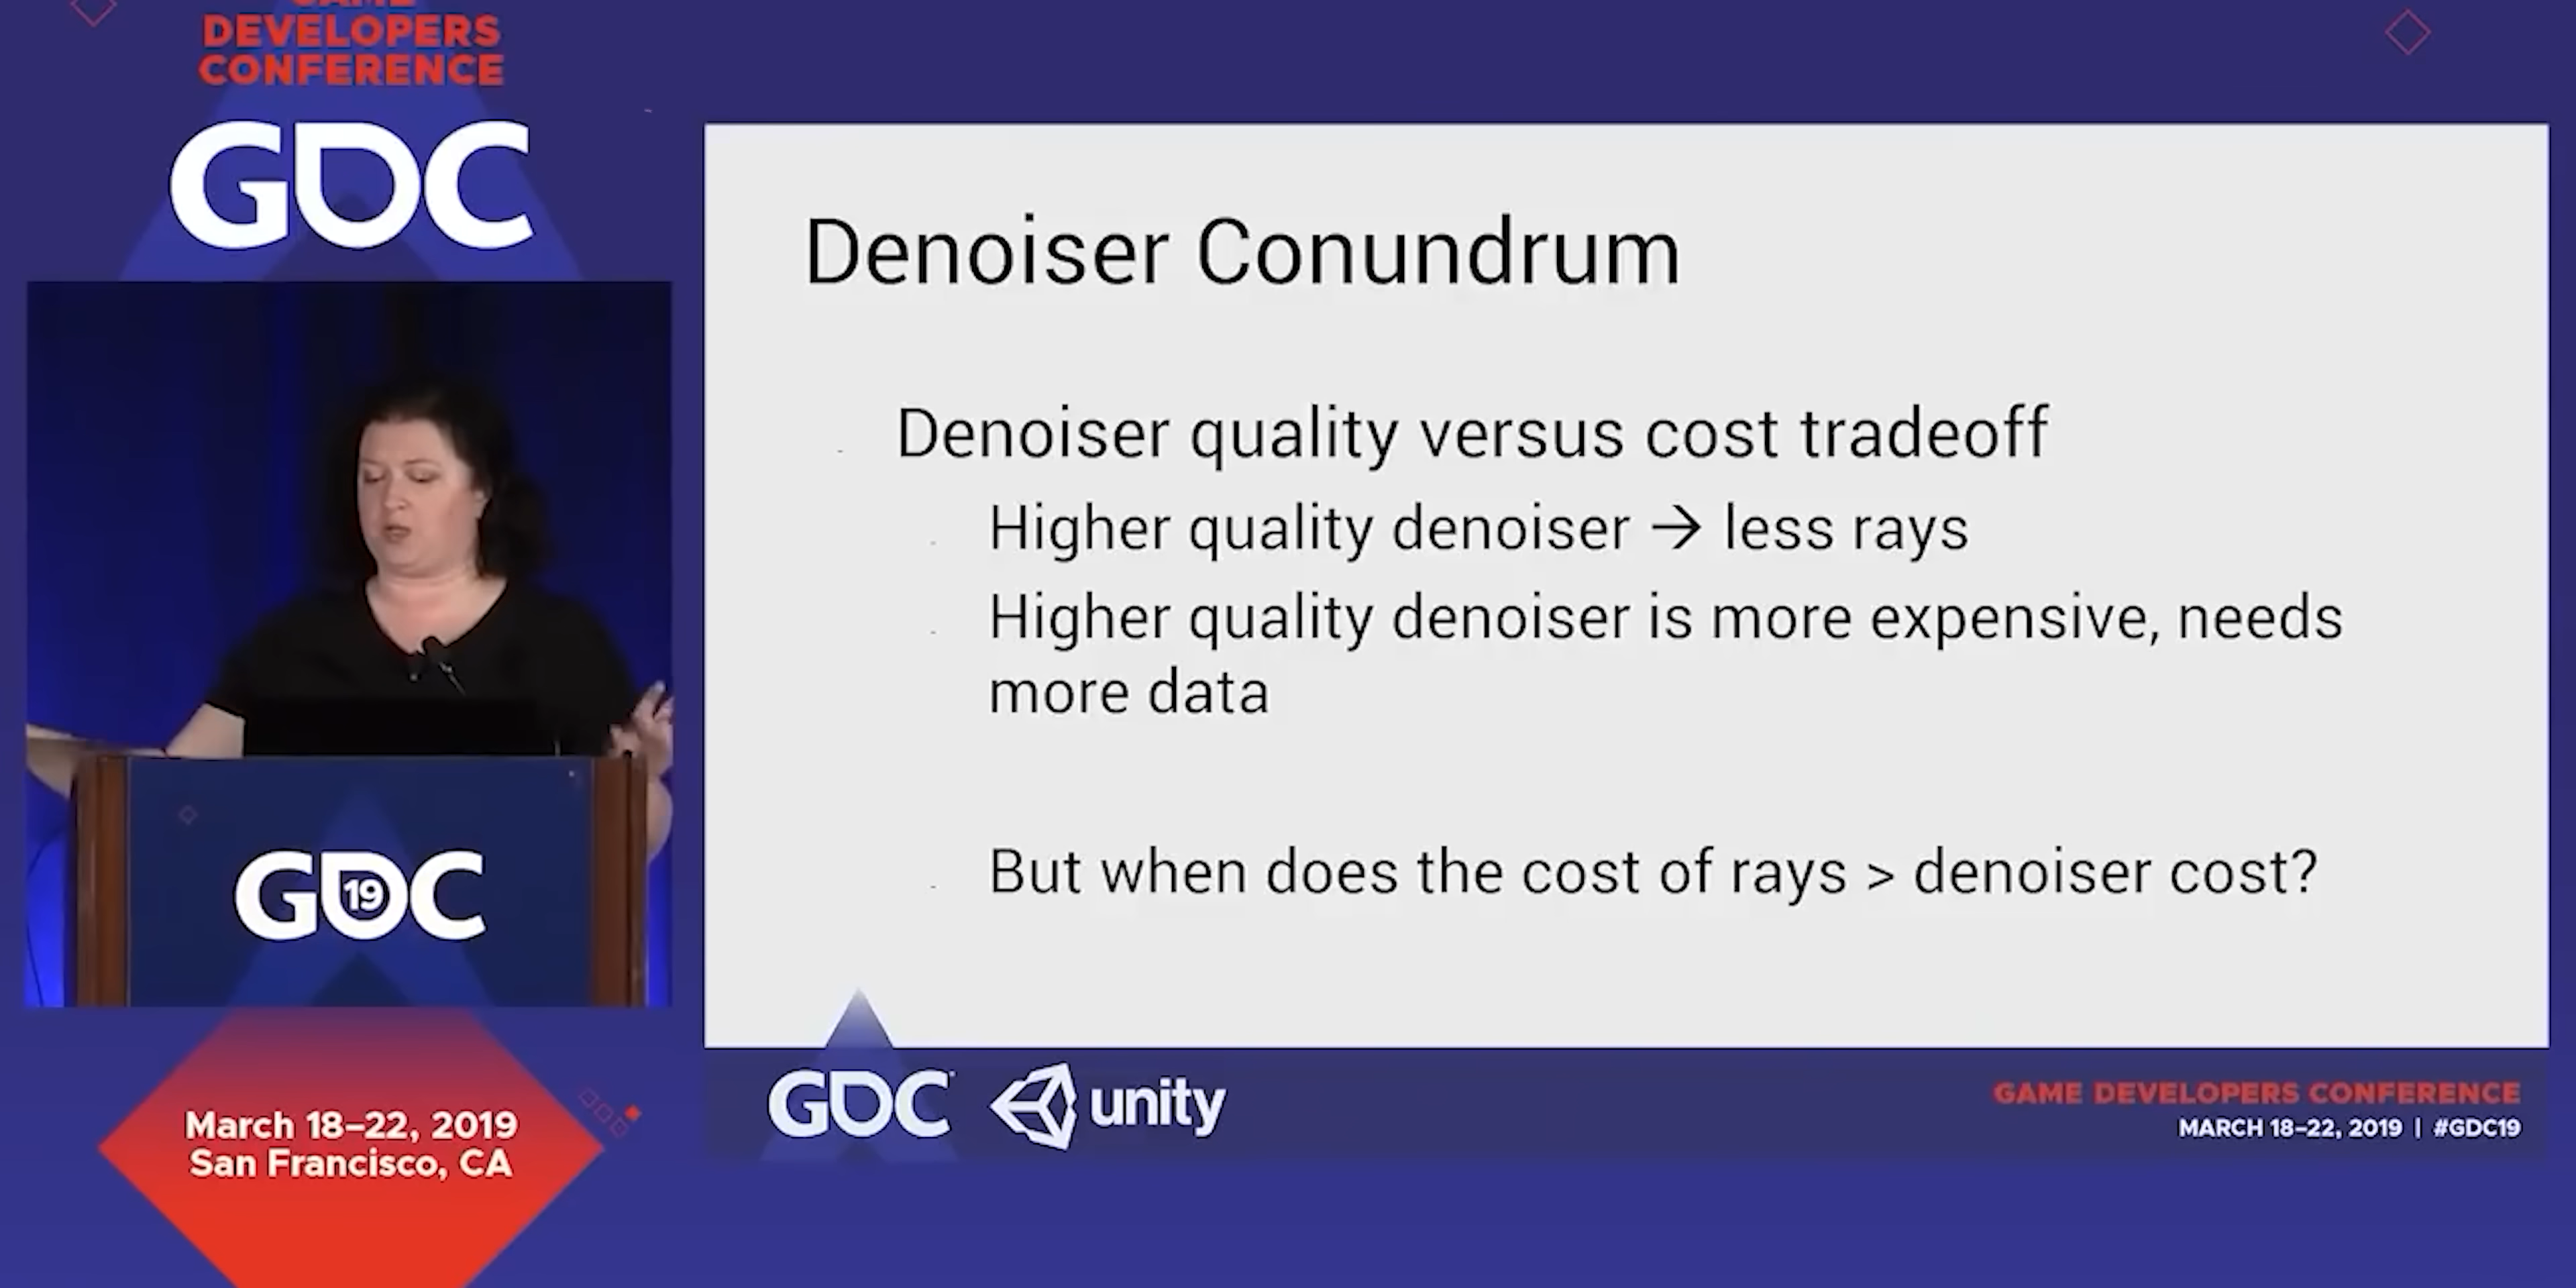 GAME
DEVELOPERS
CONFERENCE
GDC
Denoiser Conundrum
Denoiser quality versus cost tradeoff
Higher quality denoiser → less rays
Higher quality denoiser is more expensive, needs
more data
But when does the cost of rays > denoiser cost?
GDC
19
March 18–22, 2019
San Francisco, CA
GDC
unity
GAME DEVELOPERS CONFERENCE
MARCH 18–22, 2019 | #GDC19